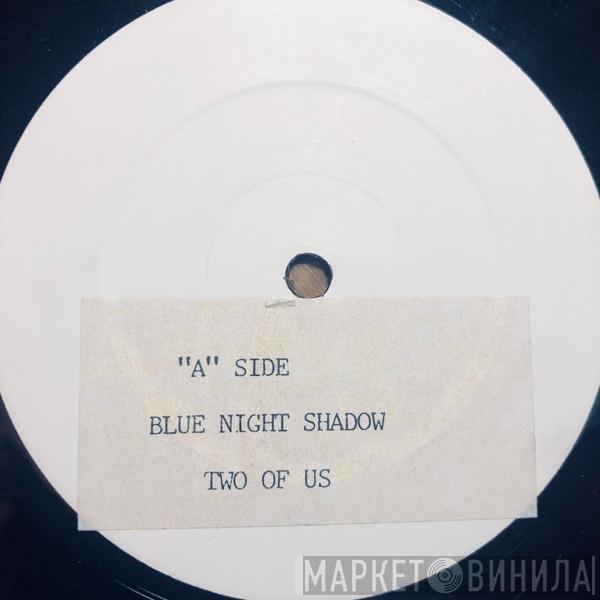 "A" SIDE
BLUE NIGHT SHADOW
TWO OF US
МАРКЕТ ВИНИЛА